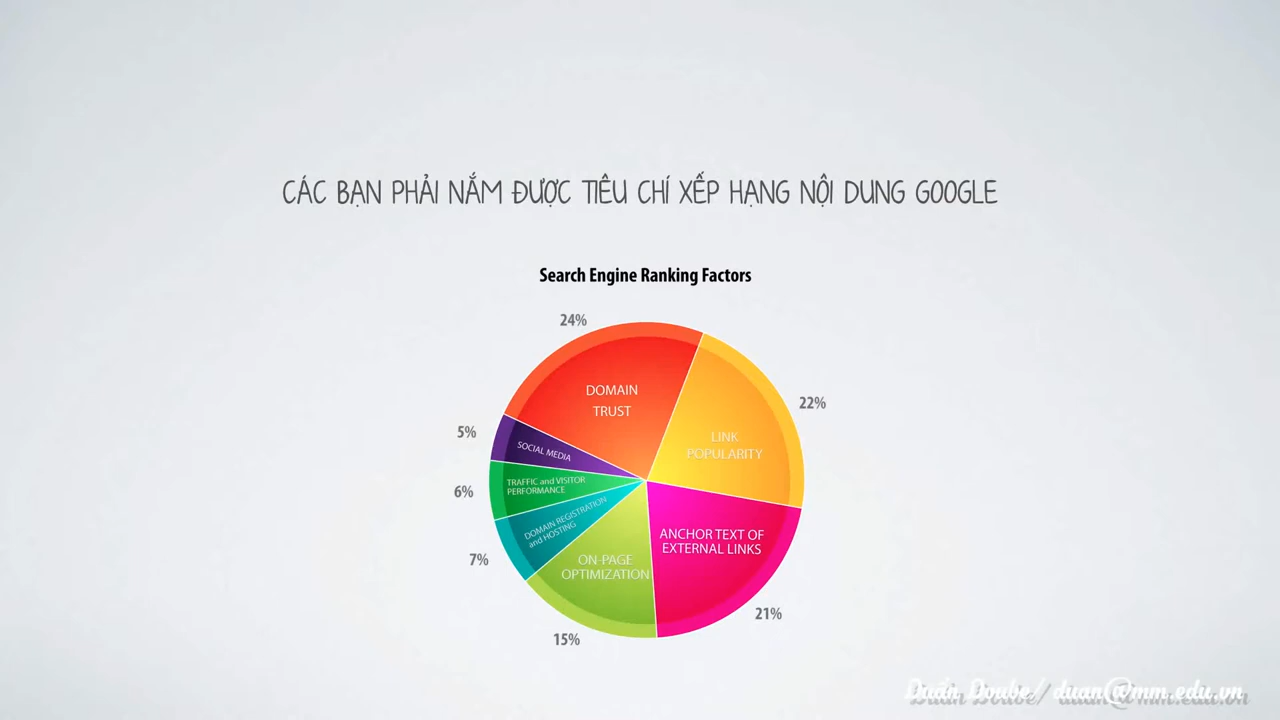 CÁC BẠN PHẢI NẮM ĐƯỢC TIÊU CHÍ XẾP HẠNG NỘI DUNG GOOGLE
Search Engine Ranking Factors
24%
DOMAIN
TRUST
22%
LINK
POPULARITY
5%
SOCIAL MEDIA
6%
TRAFFIC and VISITOR
PERFORMANCE
7%
DOMAIN REGISTRATION
and HOSTING
ANCHOR TEXT OF
EXTERNAL LINKS
21%
ON-PAGE
OPTIMIZATION
15%
Duẩn Doube/ duan@mm.edu.vn